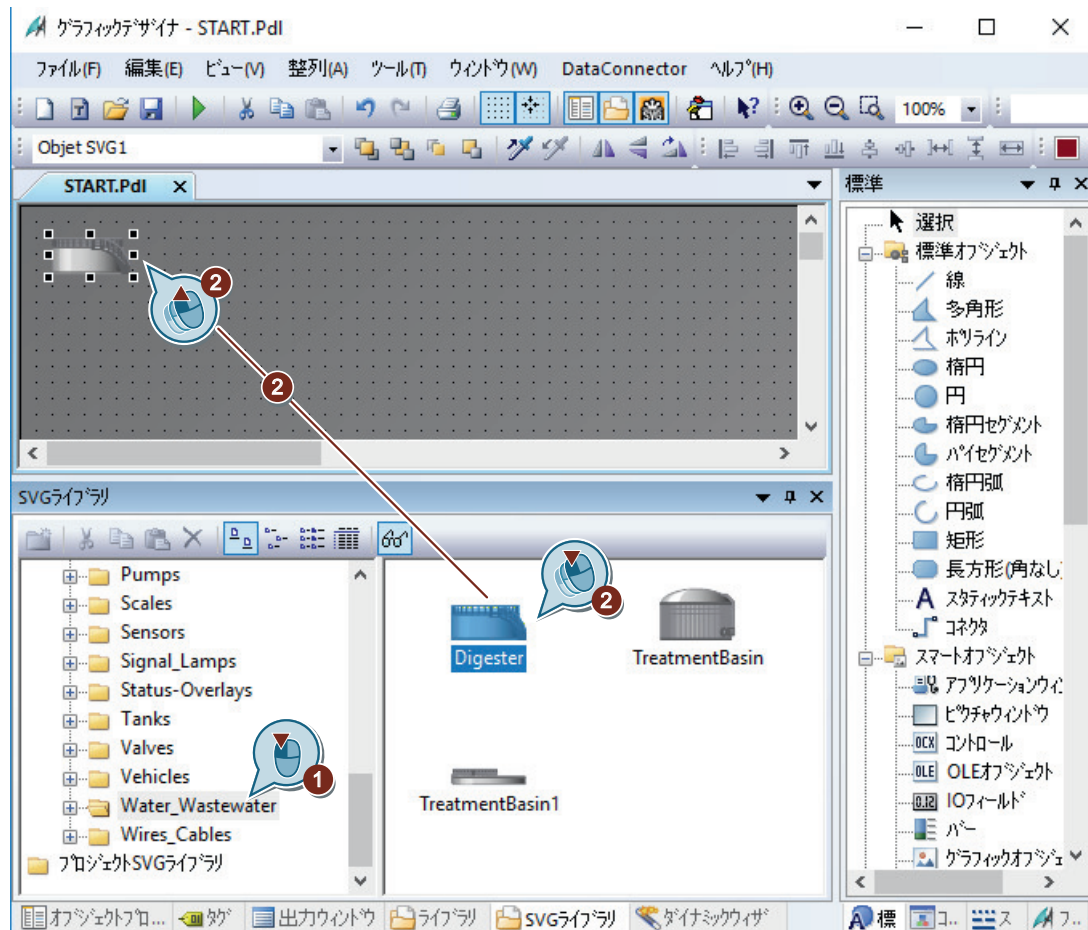 グラフィックデザイナ - START.Pdl
ファイル(F) 編集(E) ビュー(V) 整列(A) ツール(T) ウィンドウ(W) DataConnector ヘルプ(H)
100%
Objet SVG1
START.Pdl
2
2
SVGライブラリ
Pumps
Scales
Sensors
Signal_Lamps
Status-Overlays
Tanks
Valves
Vehicles
Water_Wastewater
Wires_Cables
プロジェクトSVGライブラリ
1
Digester
2
TreatmentBasin
TreatmentBasin1
標準
選択
標準オブジェクト
線
多角形
ポリライン
楕円
円
楕円セグメント
パイセグメント
楕円弧
円弧
矩形
長方形(角なし)
A スタティックテキスト
コネクタ
スマートオブジェクト
アプリケーションウィ
ピクチャウィンドウ
OCX コントロール
OLE OLEオブジェクト
0.12 IOフィールド
バー
グラフィックオブジェ
オブジェクトプロ... タグ 出力ウィンドウ ライブラリ SVGライブラリ ダイナミックウィザ
標 コ.. ス フ..